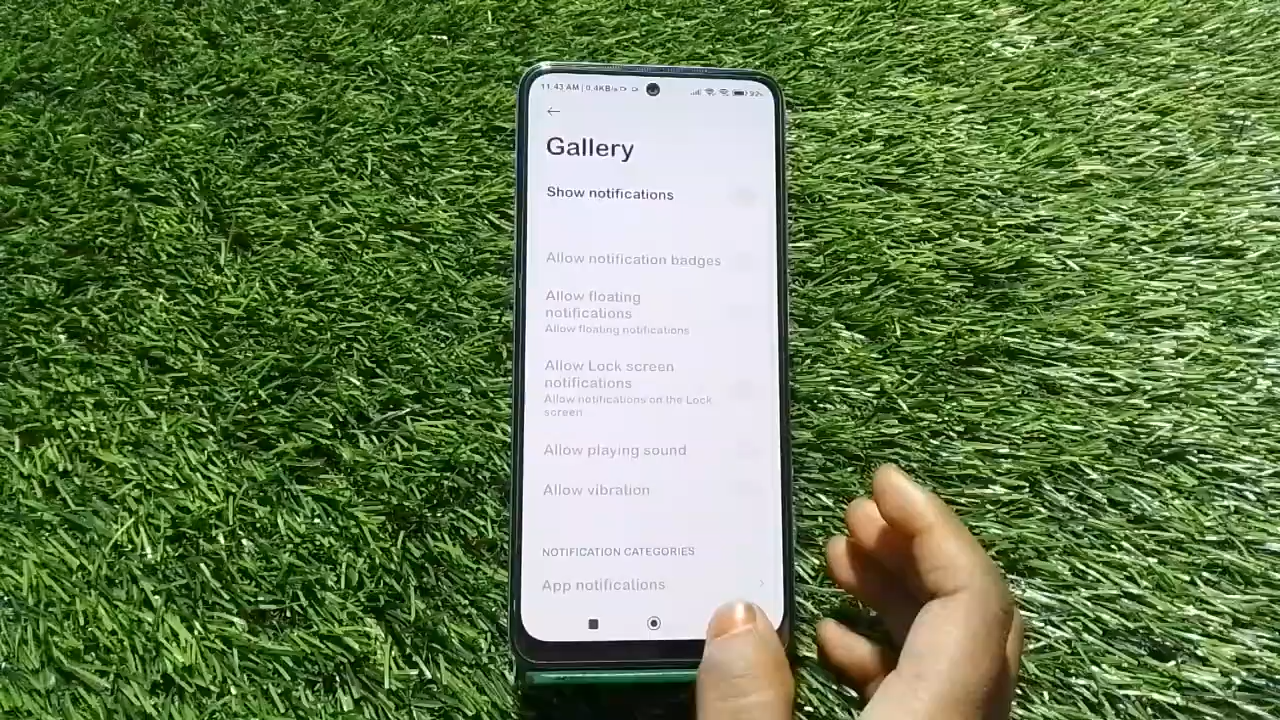 11.43 AM | 0.4KB/s
Gallery
Show notifications
Allow notification badges
Allow floating
notifications
Allow floating notifications
Allow Lock screen
notifications
Allow notifications on the Lock
screen
Allow playing sound
Allow vibration
NOTIFICATION CATEGORIES
App notifications